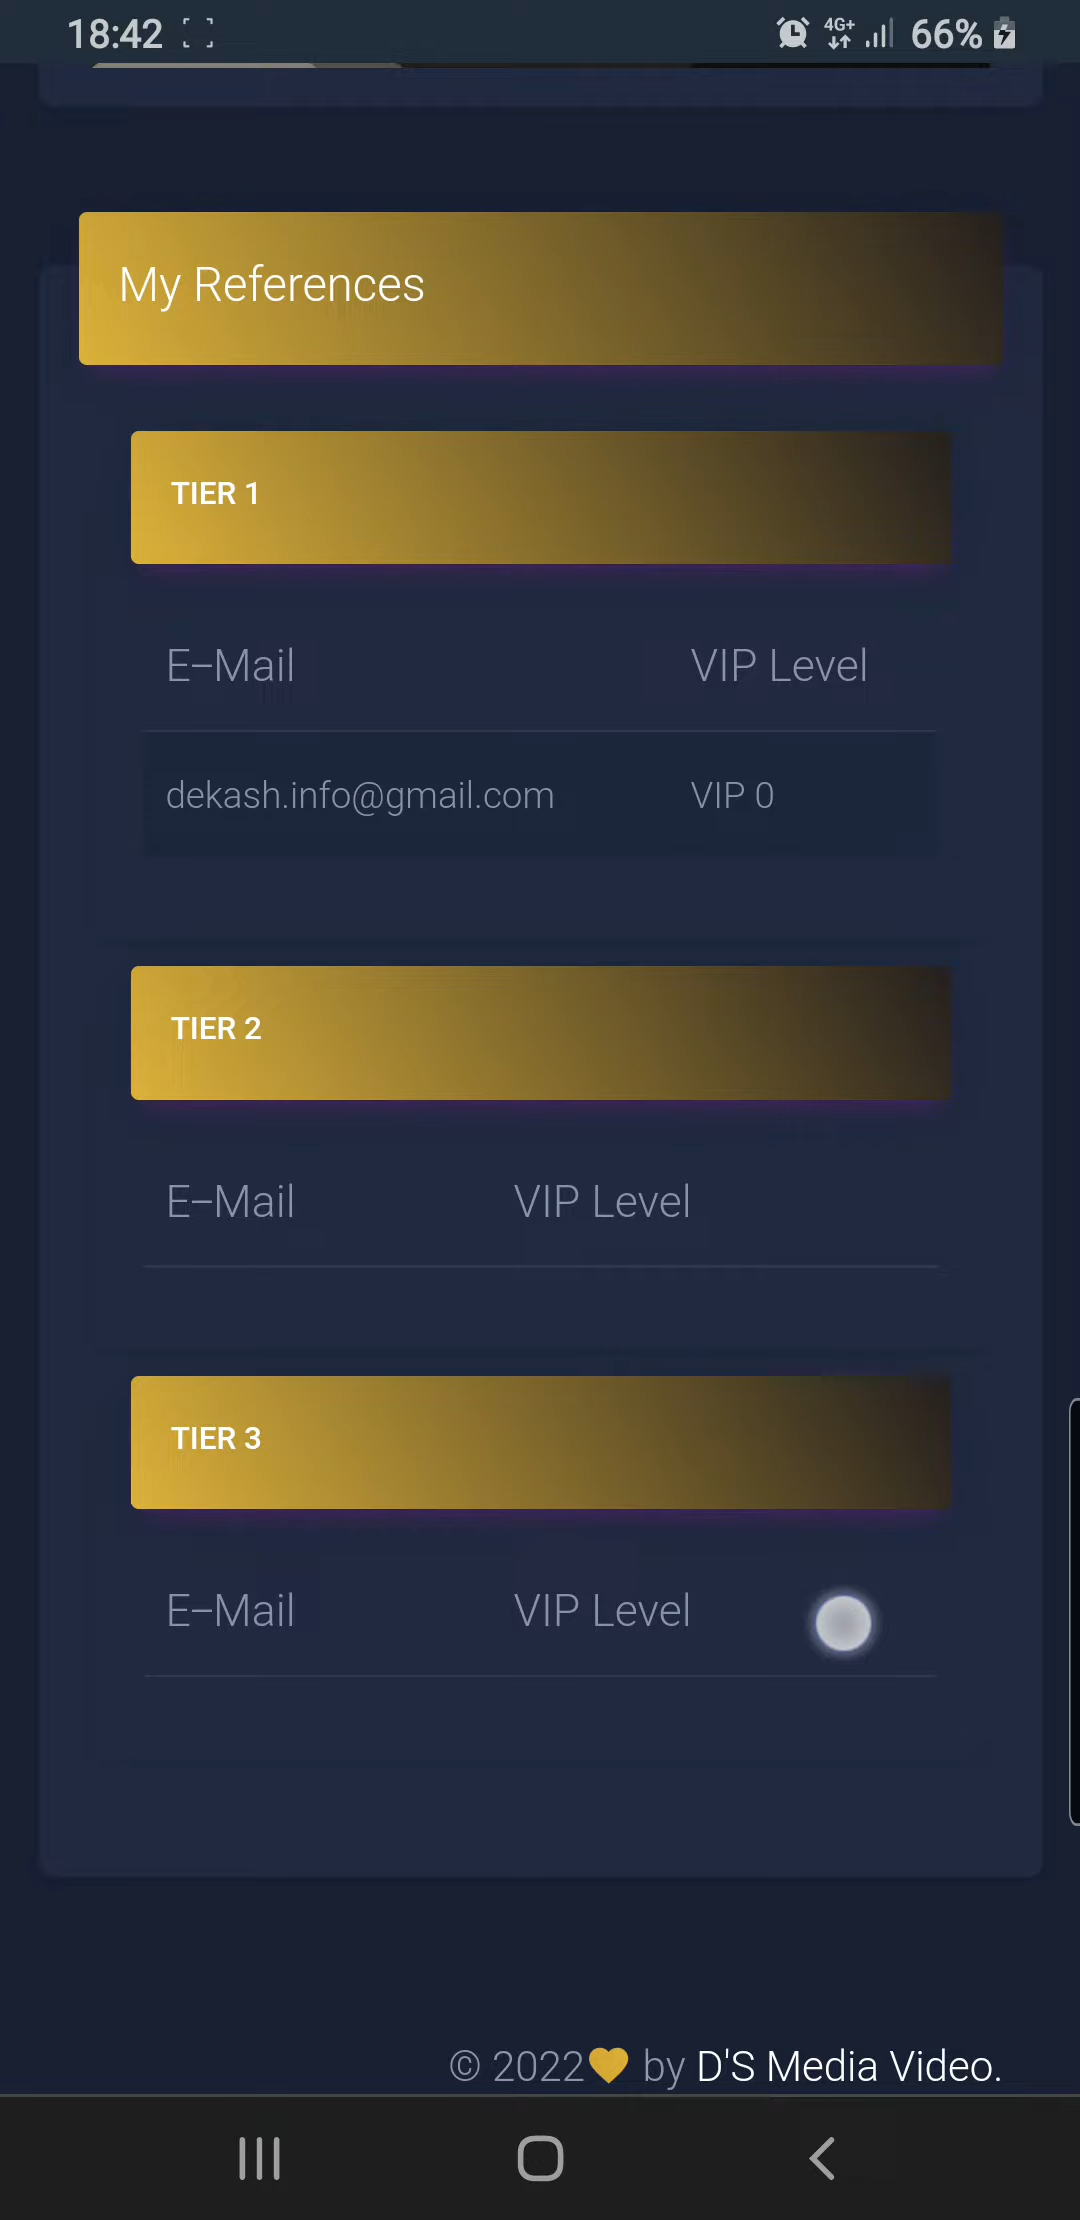 18:42 4G+ 66%
My References
TIER 1
E-Mail VIP Level
dekash.info@gmail.com VIP 0
TIER 2
E-Mail VIP Level
TIER 3
E-Mail VIP Level
© 2022 by D'S Media Video.